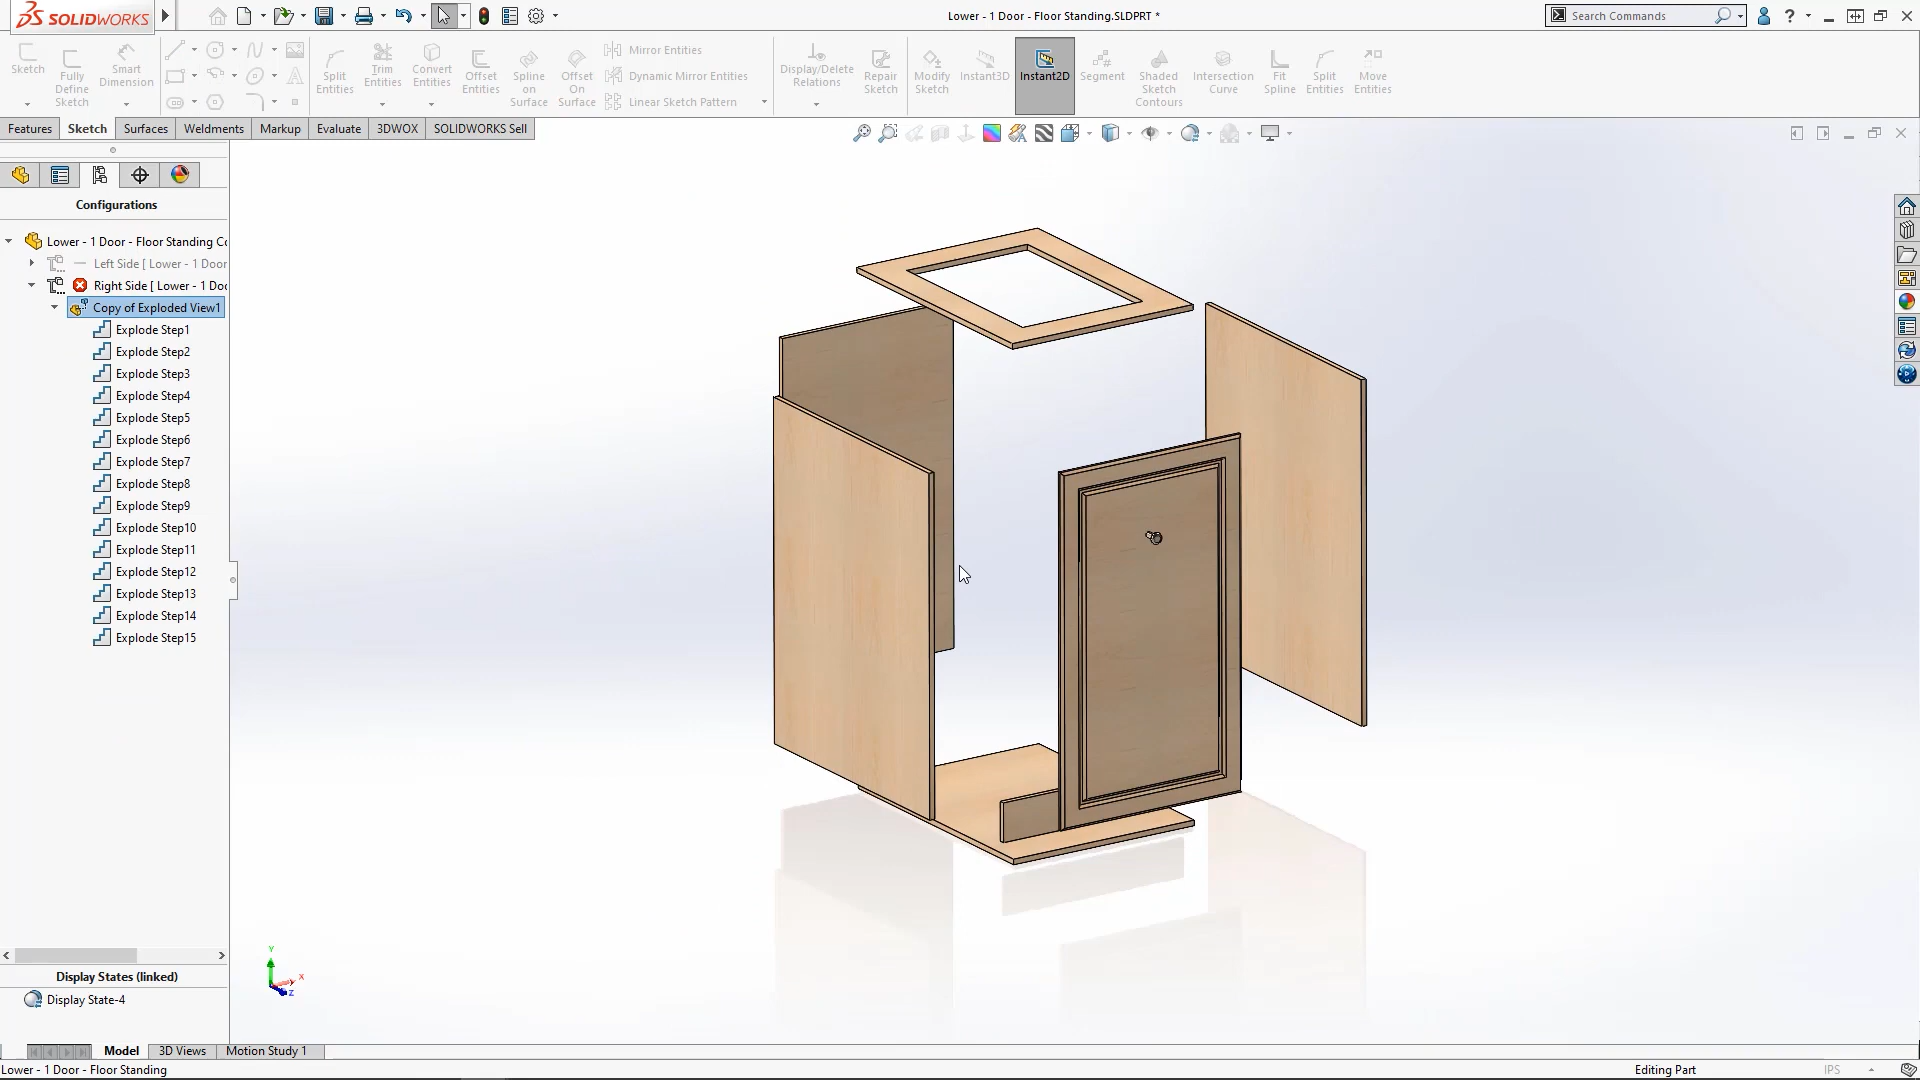 SOLIDWORKS
Lower - 1 Door - Floor Standing.SLDPRT *
Search Commands
?
Sketch
Fully Define Sketch
Smart Dimension
Split Entities
Trim Entities
Convert Entities
Offset Entities
Spline on Surface
Offset On Surface
Mirror Entities
Dynamic Mirror Entities
Linear Sketch Pattern
Display/Delete Relations
Repair Sketch
Modify Sketch
Instant3D
Instant2D
Segment
Shaded Sketch Contours
Intersection Curve
Fit Spline
Split Entities
Move Entities
Features
Sketch
Surfaces
Weldments
Markup
Evaluate
3DWOX
SOLIDWORKS Sell
Configurations
Lower - 1 Door - Floor Standing Co
Left Side [ Lower - 1 Door
Right Side [ Lower - 1 Doo
Copy of Exploded View1
Explode Step1
Explode Step2
Explode Step3
Explode Step4
Explode Step5
Explode Step6
Explode Step7
Explode Step8
Explode Step9
Explode Step10
Explode Step11
Explode Step12
Explode Step13
Explode Step14
Explode Step15
Y
X
Z
Display States (linked)
Display State-4
Model
3D Views
Motion Study 1
Lower - 1 Door - Floor Standing
Editing Part
IPS